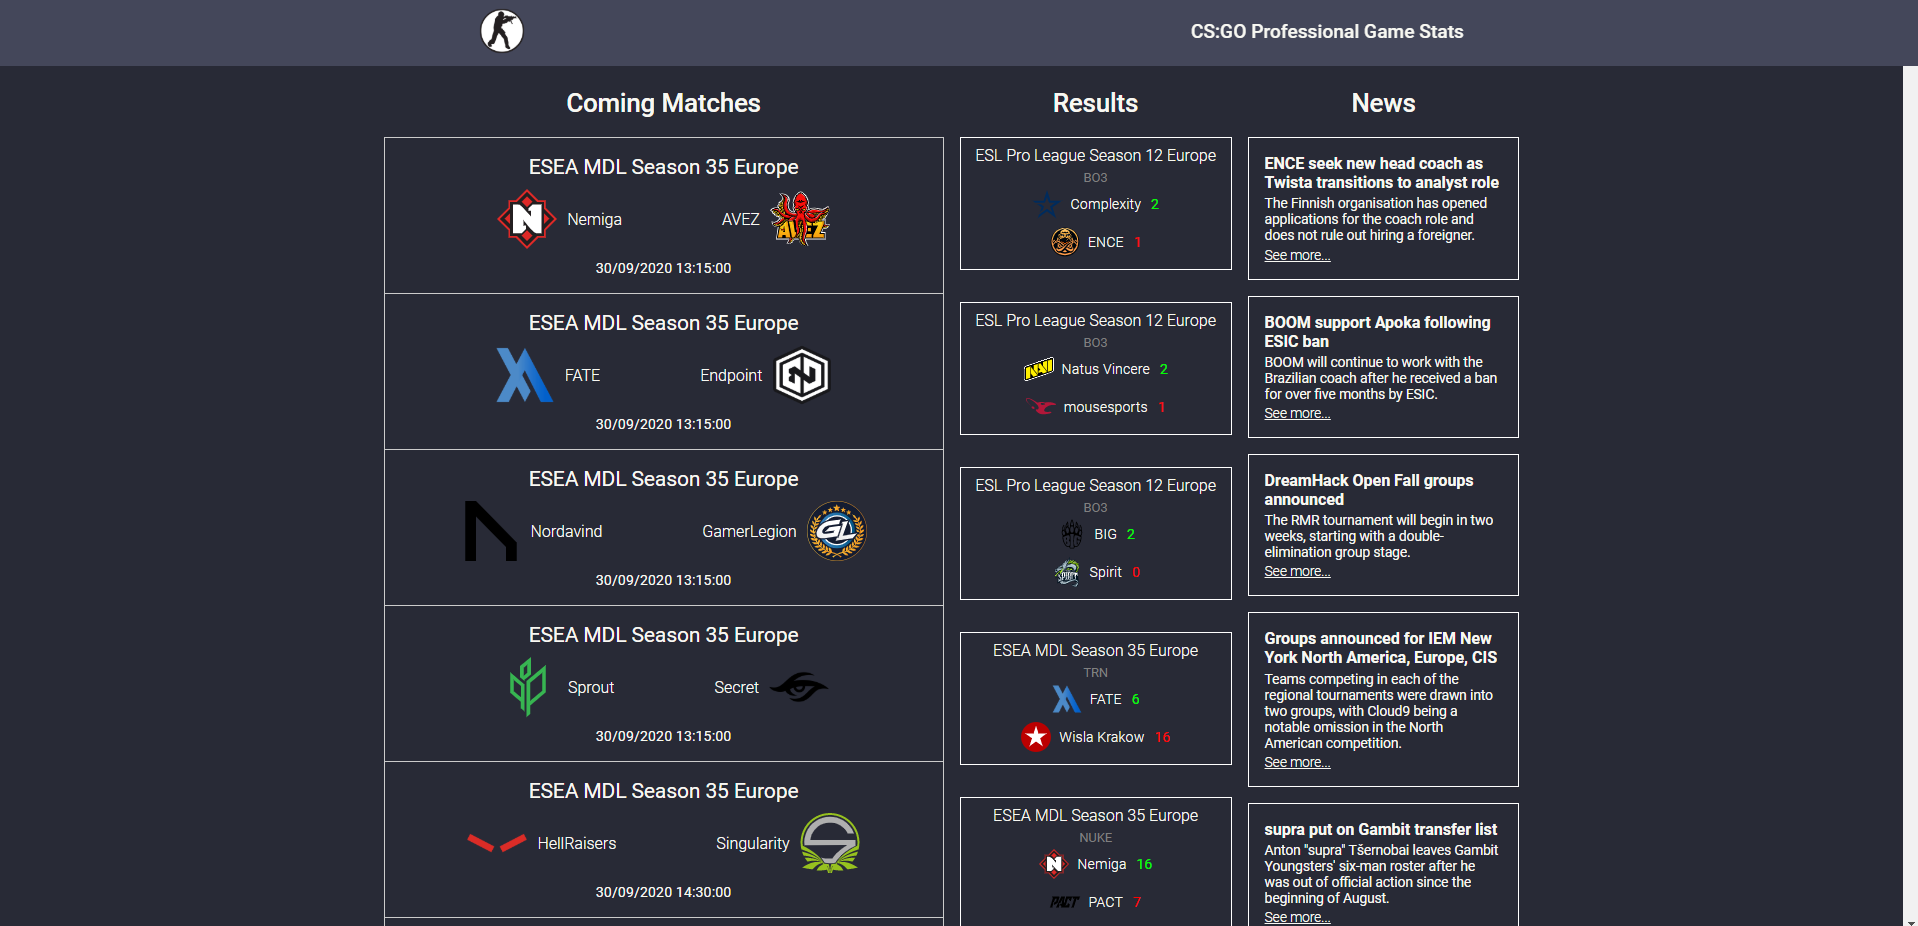 CS:GO Professional Game Stats
Coming Matches
ESEA MDL Season 35 Europe
N
Nemiga
AVEZ
AVEZ
30/09/2020 13:15:00
ESEA MDL Season 35 Europe
FATE
Endpoint
30/09/2020 13:15:00
ESEA MDL Season 35 Europe
Nordavind
GamerLegion
GL
30/09/2020 13:15:00
ESEA MDL Season 35 Europe
Sprout
Secret
30/09/2020 13:15:00
ESEA MDL Season 35 Europe
HellRaisers
Singularity
30/09/2020 14:30:00
Results
ESL Pro League Season 12 Europe
BO3
Complexity 2
ENCE 1
ESL Pro League Season 12 Europe
BO3
NAVI
Natus Vincere 2
mousesports 1
ESL Pro League Season 12 Europe
BO3
BIG 2
SPIRIT
Spirit 0
ESEA MDL Season 35 Europe
TRN
FATE 6
Wisla Krakow 16
ESEA MDL Season 35 Europe
NUKE
N
Nemiga 16
PACT
PACT 7
News
ENCE seek new head coach as
Twista transitions to analyst role
The Finnish organisation has opened
applications for the coach role and
does not rule out hiring a foreigner.
See more...
BOOM support Apoka following
ESIC ban
BOOM will continue to work with the
Brazilian coach after he received a ban
for over five months by ESIC.
See more...
DreamHack Open Fall groups
announced
The RMR tournament will begin in two
weeks, starting with a double-
elimination group stage.
See more...
Groups announced for IEM New
York North America, Europe, CIS
Teams competing in each of the
regional tournaments were drawn into
two groups, with Cloud9 being a
notable omission in the North
American competition.
See more...
supra put on Gambit transfer list
Anton "supra" Tšernobai leaves Gambit
Youngsters' six-man roster after he
was out of official action since the
beginning of August.
See more...